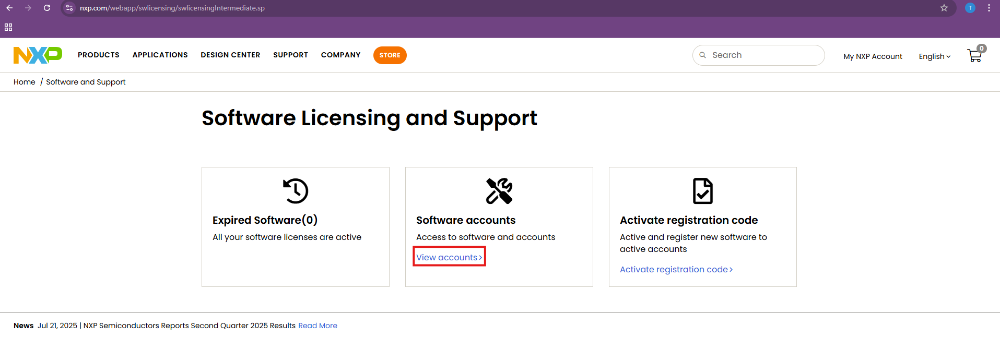 nxp.com/webapp/swlicensing/swlicensingIntermediate.sp
T
NXP PRODUCTS APPLICATIONS DESIGN CENTER SUPPORT COMPANY STORE Search My NXP Account English 0
Home / Software and Support
Software Licensing and Support
Expired Software(0)
All your software licenses are active
Software accounts
Access to software and accounts
View accounts >
Activate registration code
Active and register new software to
active accounts
Activate registration code >
News Jul 21, 2025 | NXP Semiconductors Reports Second Quarter 2025 Results Read More